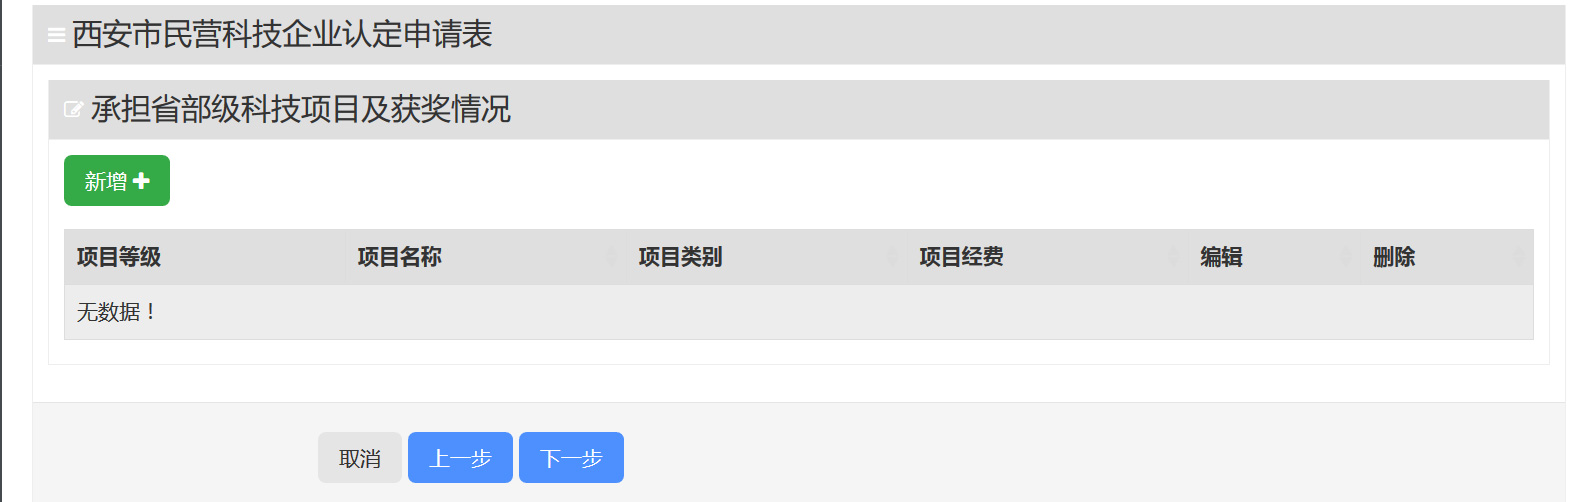 西安市民营科技企业认定申请表
承担省部级科技项目及获奖情况
新增
项目等级 项目名称 项目类别 项目经费 编辑 删除
无数据！
取消 上一步 下一步